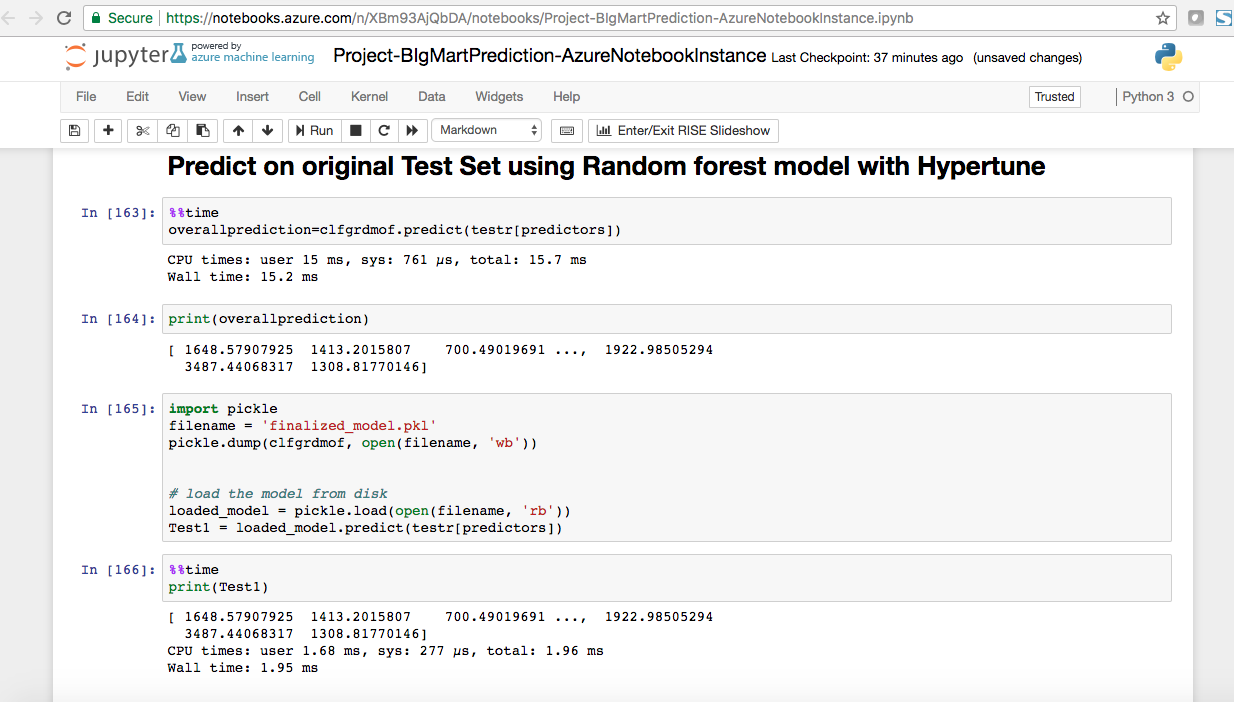 Secure https://notebooks.azure.com/n/XBm93AjQbDA/notebooks/Project-BIgMartPrediction-AzureNotebookInstance.ipynb
jupyter powered by azure machine learning Project-BIgMartPrediction-AzureNotebookInstance Last Checkpoint: 37 minutes ago (unsaved changes)
File Edit View Insert Cell Kernel Data Widgets Help Trusted Python 3
Run Markdown Enter/Exit RISE Slideshow
Predict on original Test Set using Random forest model with Hypertune
In [163]: %%time
overallprediction=clfgrdmof.predict(testr[predictors])
CPU times: user 15 ms, sys: 761 µs, total: 15.7 ms
Wall time: 15.2 ms
In [164]: print(overallprediction)
[ 1648.57907925 1413.2015807 700.49019691 ..., 1922.98505294
3487.44068317 1308.81770146]
In [165]: import pickle
filename = 'finalized_model.pkl'
pickle.dump(clfgrdmof, open(filename, 'wb'))
# load the model from disk
loaded_model = pickle.load(open(filename, 'rb'))
Test1 = loaded_model.predict(testr[predictors])
In [166]: %%time
print(Test1)
[ 1648.57907925 1413.2015807 700.49019691 ..., 1922.98505294
3487.44068317 1308.81770146]
CPU times: user 1.68 ms, sys: 277 µs, total: 1.96 ms
Wall time: 1.95 ms